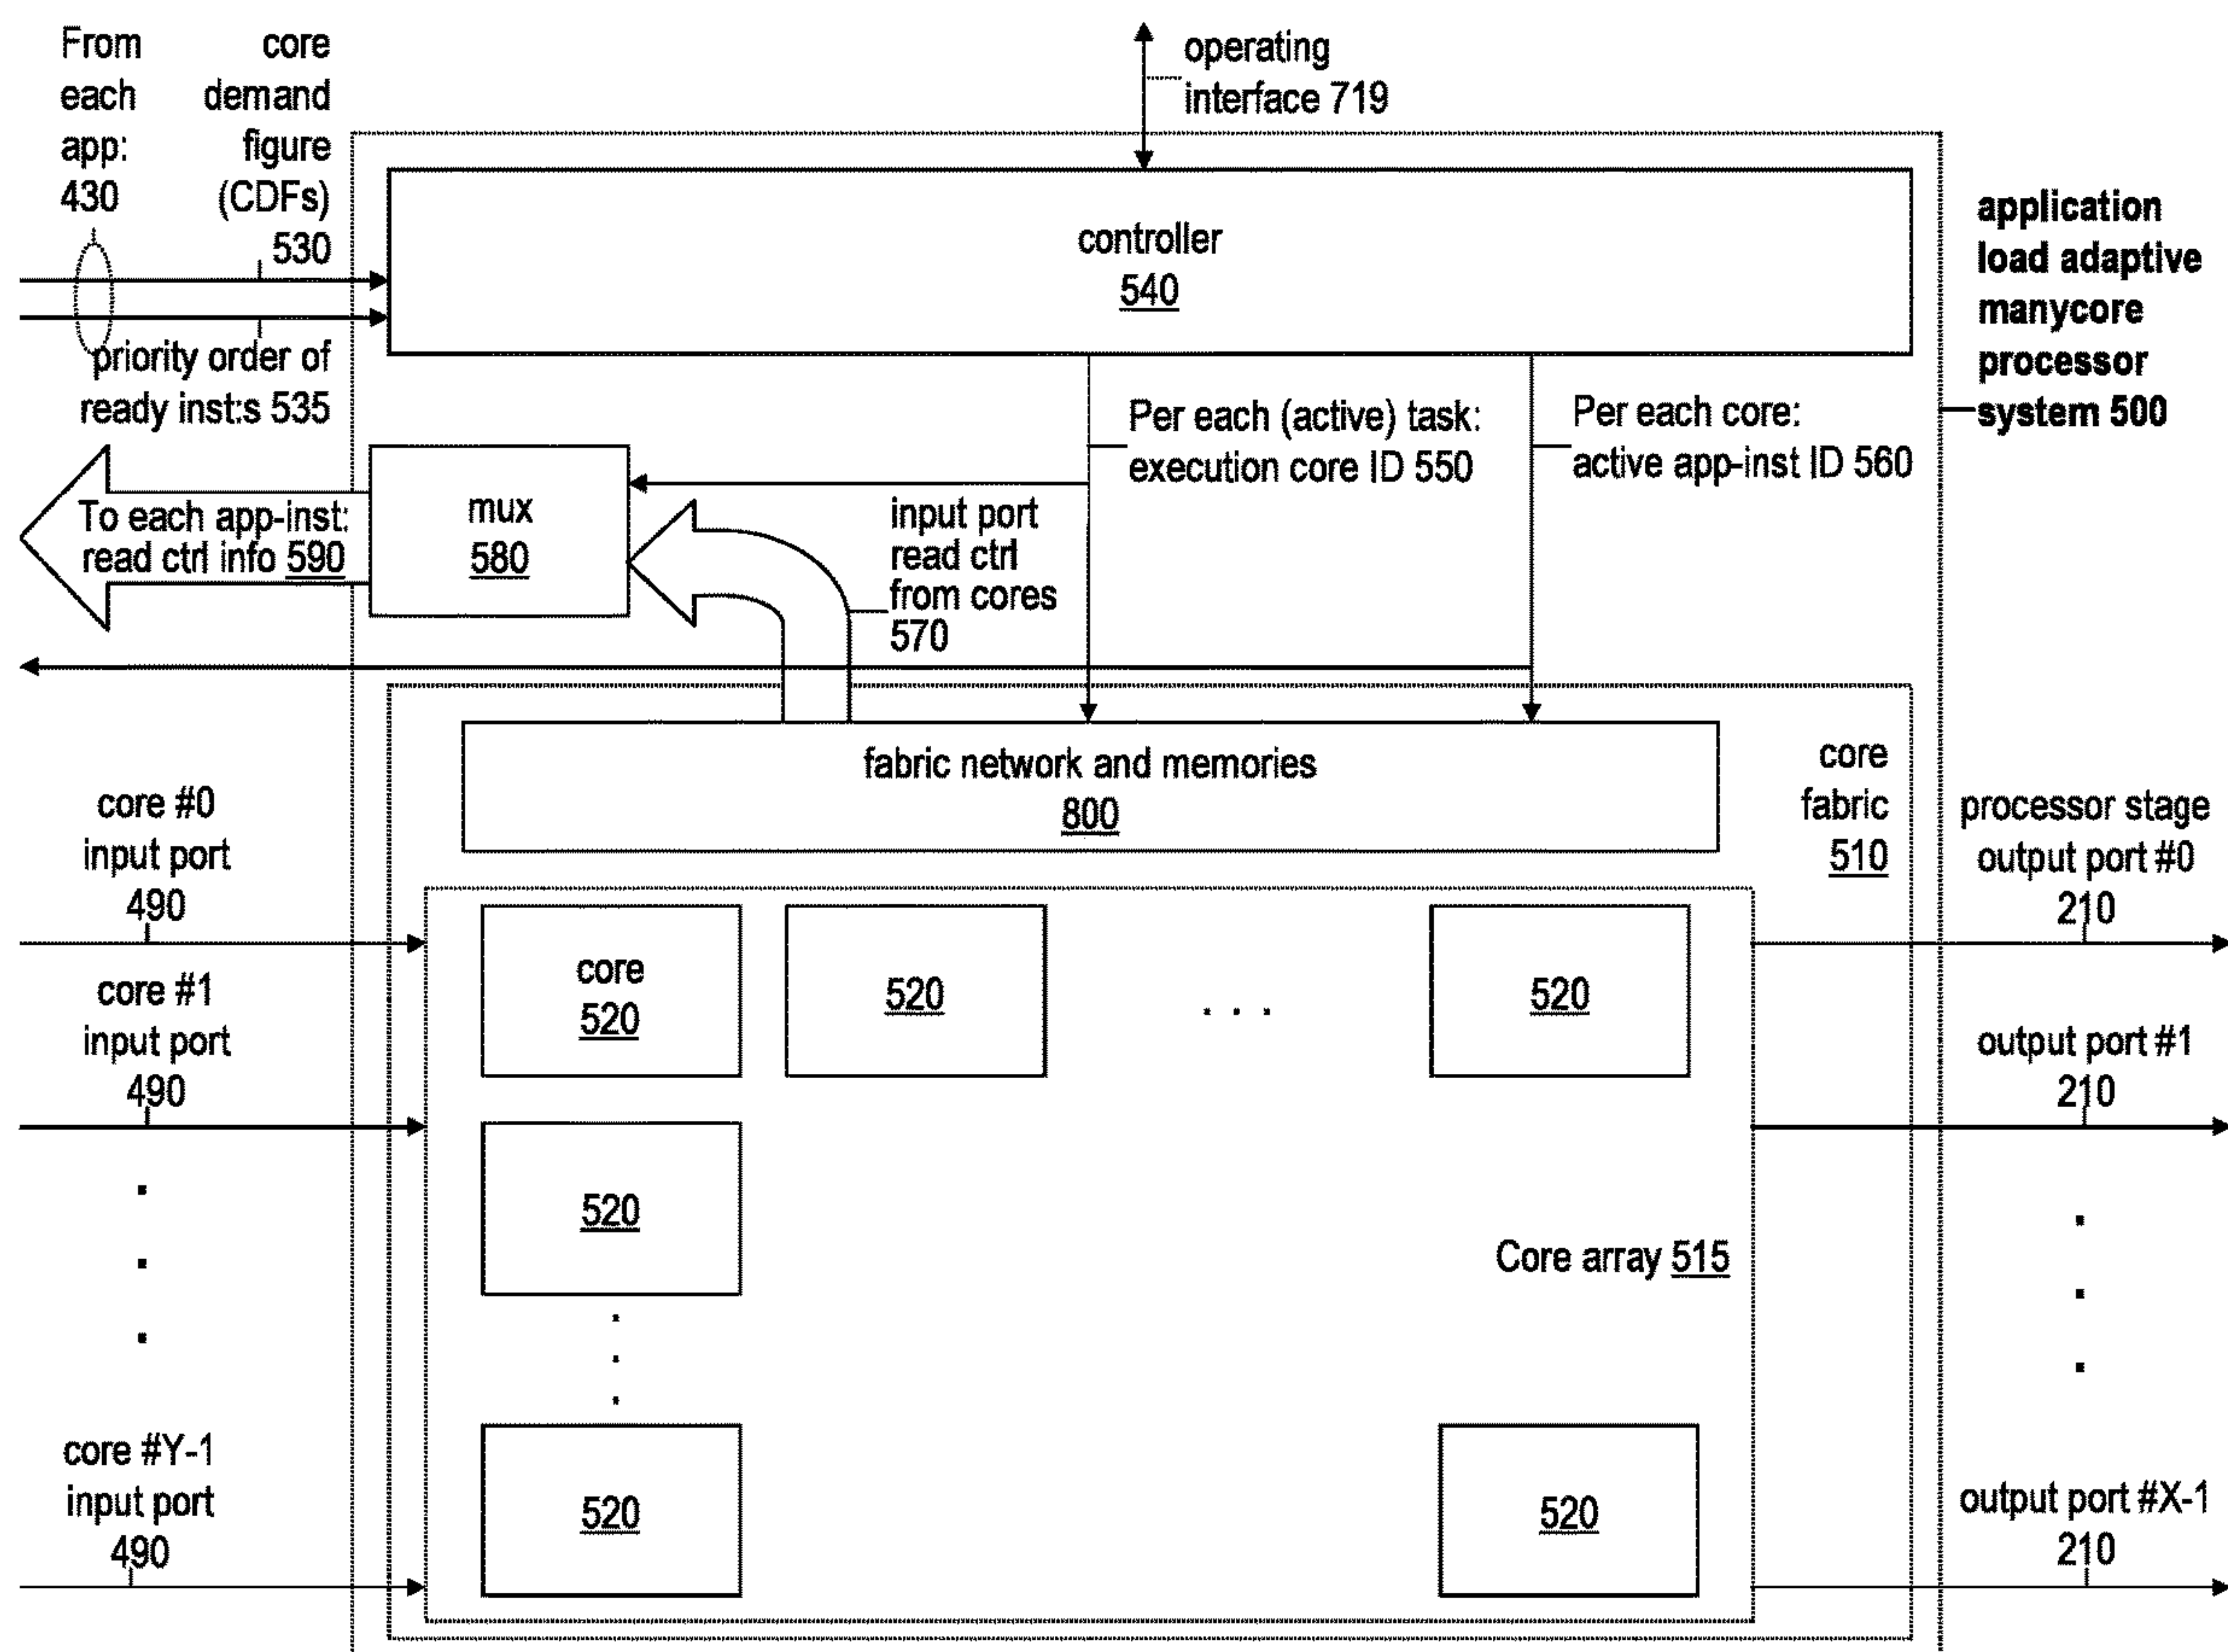 From
each
app:
430
core
demand
figure
(CDFs)
530
operating
interface 719
controller
540
application
load adaptive
manycore
processor
system 500
priority order of
ready inst:s 535
Per each (active) task:
execution core ID 550
Per each core:
active app-inst ID 560
To each app-inst:
read ctrl info 590
mux
580
input port
read ctrl
from cores
570
fabric network and memories
800
core
fabric
510
core #0
input port
490
processor stage
output port #0
210
core
520
520
. . .
520
core #1
input port
490
output port #1
210
520
Core array 515
core #Y-1
input port
490
520
520
output port #X-1
210